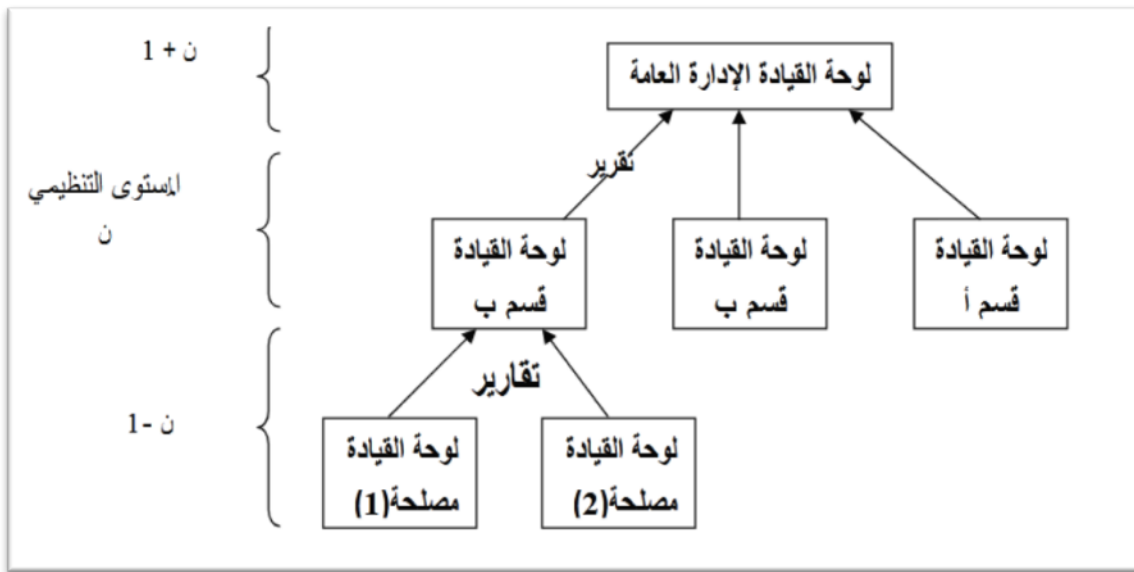 ن + 1
لوحة القيادة الإدارة العامة
تقرير
المستوى التنظيمي
ن
لوحة القيادة
قسم أ
لوحة القيادة
قسم ب
لوحة القيادة
قسم ب
تقارير
ن -1
لوحة القيادة
مصلحة(2)
لوحة القيادة
مصلحة(1)